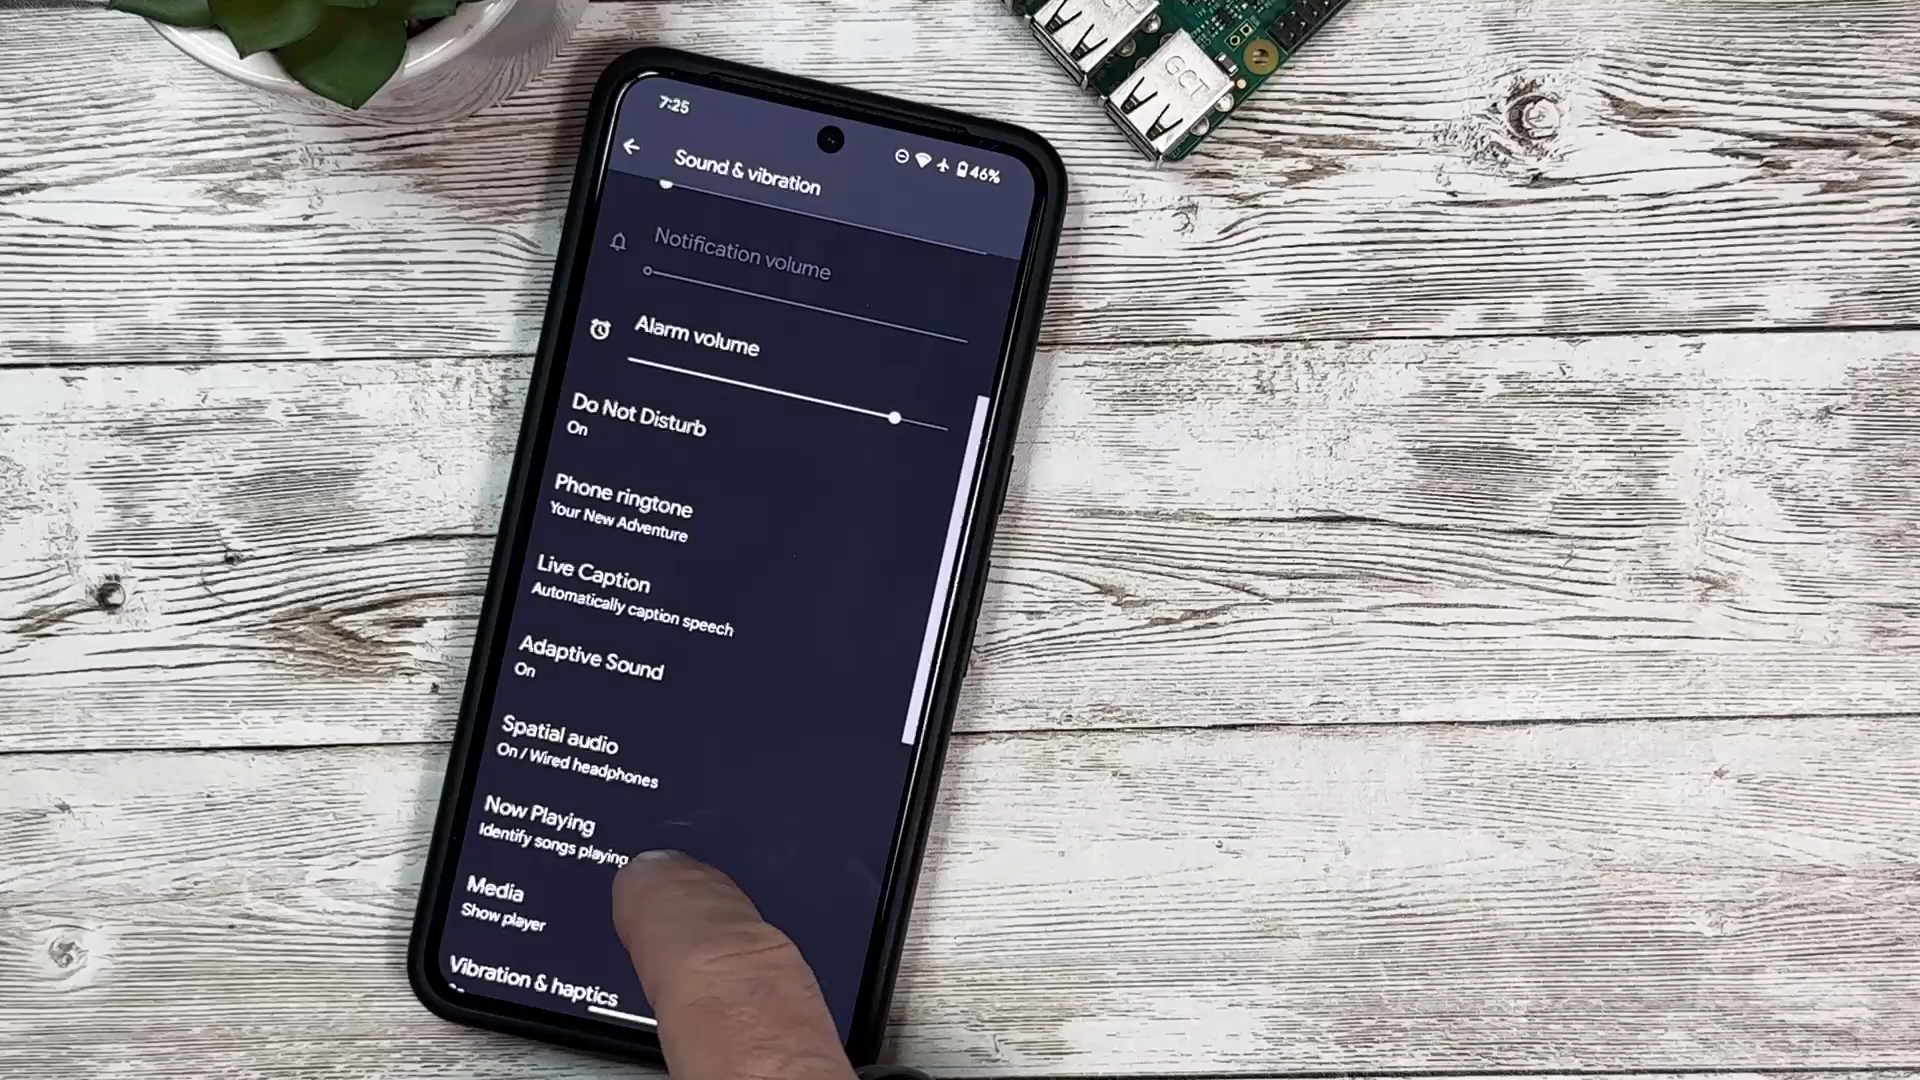 7:25
46%
Sound & vibration
Notification volume
Alarm volume
Do Not Disturb
On
Phone ringtone
Your New Adventure
Live Caption
Automatically caption speech
Adaptive Sound
On
Spatial audio
On / Wired headphones
Now Playing
Identify songs playing
Media
Show player
Vibration & haptics
GCT